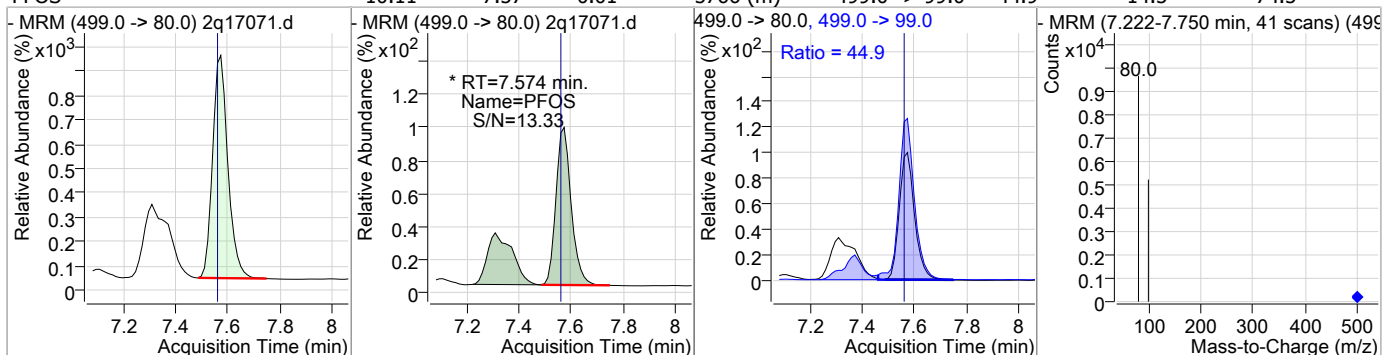 - MRM (499.0 -> 80.0) 2q17071.d
Relative Abundance (%)
x10³
0.8
0.7
0.6
0.5
0.4
0.3
0.2
0.1
0
7.2 7.4 7.6 7.8 8
Acquisition Time (min)
- MRM (499.0 -> 80.0) 2q17071.d
Relative Abundance (%)
x10²
* RT=7.574 min.
Name=PFOS
S/N=13.33
1.2
1
0.8
0.6
0.4
0.2
0
7.2 7.4 7.6 7.8 8
Acquisition Time (min)
499.0 -> 80.0, 499.0 -> 99.0
Relative Abundance (%)
x10²
Ratio = 44.9
1.4
1.2
1
0.8
0.6
0.4
0.2
0
7.2 7.4 7.6 7.8 8
Acquisition Time (min)
- MRM (7.222-7.750 min, 41 scans) (499
Counts
x10⁴
80.0
0.9
0.8
0.7
0.6
0.5
0.4
0.3
0.2
0.1
0
100 200 300 400 500
Mass-to-Charge (m/z)